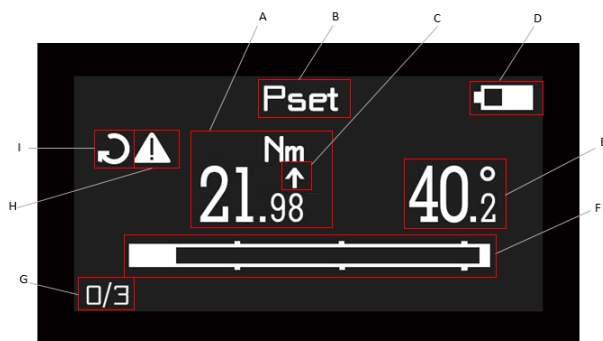 A B C D
Pset
I Nm E
21.98 ↑ 40.2°
H F
G 0/3